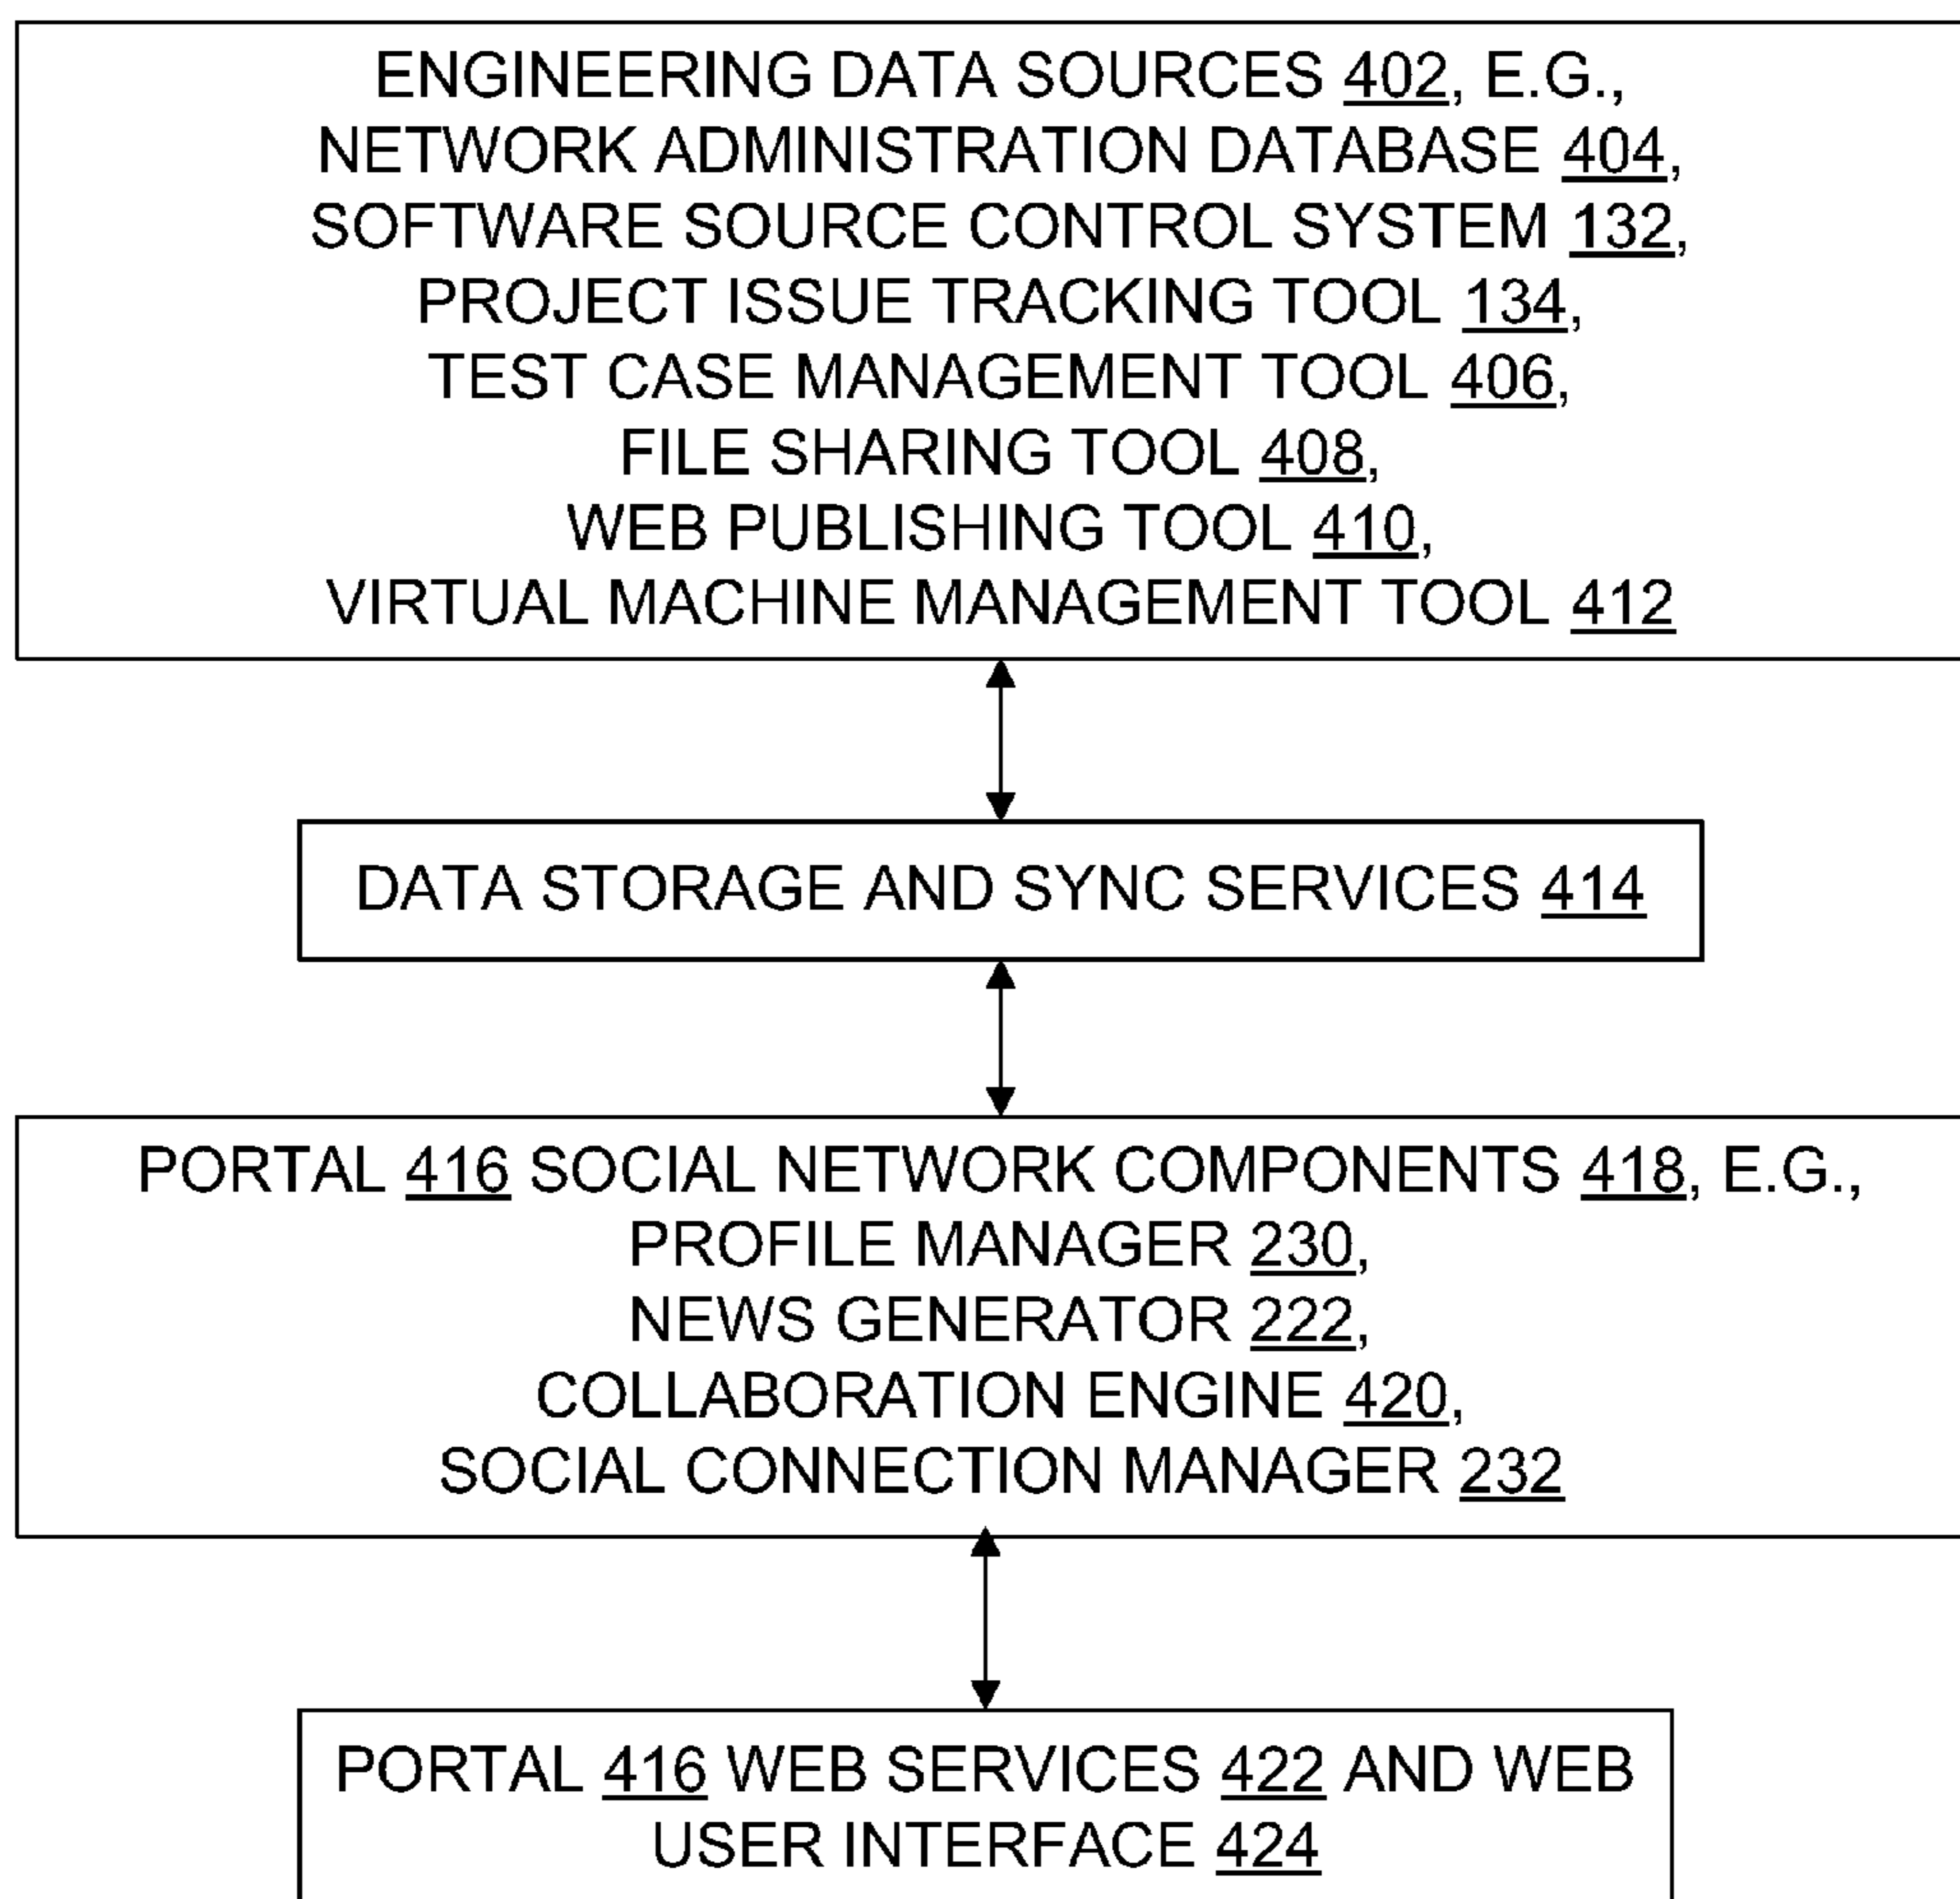 ENGINEERING DATA SOURCES 402, E.G.,
NETWORK ADMINISTRATION DATABASE 404,
SOFTWARE SOURCE CONTROL SYSTEM 132,
PROJECT ISSUE TRACKING TOOL 134,
TEST CASE MANAGEMENT TOOL 406,
FILE SHARING TOOL 408,
WEB PUBLISHING TOOL 410,
VIRTUAL MACHINE MANAGEMENT TOOL 412
DATA STORAGE AND SYNC SERVICES 414
PORTAL 416 SOCIAL NETWORK COMPONENTS 418, E.G.,
PROFILE MANAGER 230,
NEWS GENERATOR 222,
COLLABORATION ENGINE 420,
SOCIAL CONNECTION MANAGER 232
PORTAL 416 WEB SERVICES 422 AND WEB
USER INTERFACE 424